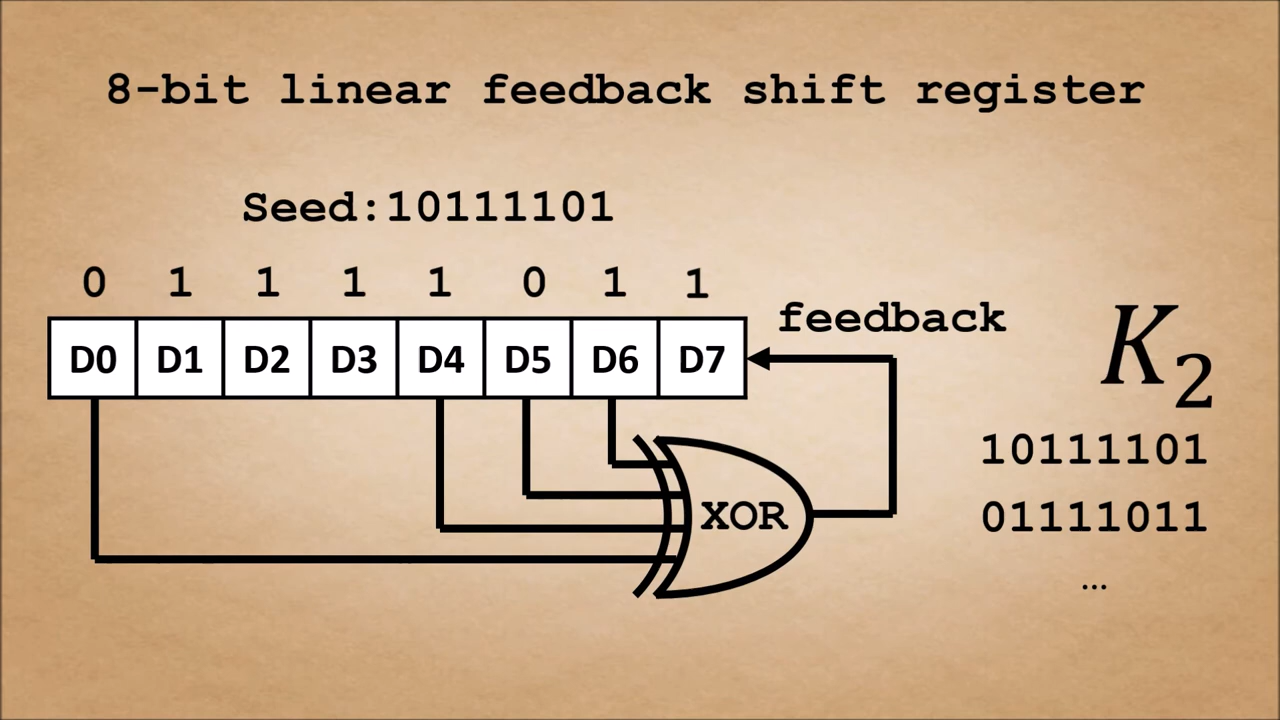 8-bit linear feedback shift register
Seed:10111101
0 1 1 1 1 0 1 1
D0 D1 D2 D3 D4 D5 D6 D7
feedback
K₂
XOR
10111101
01111011
…